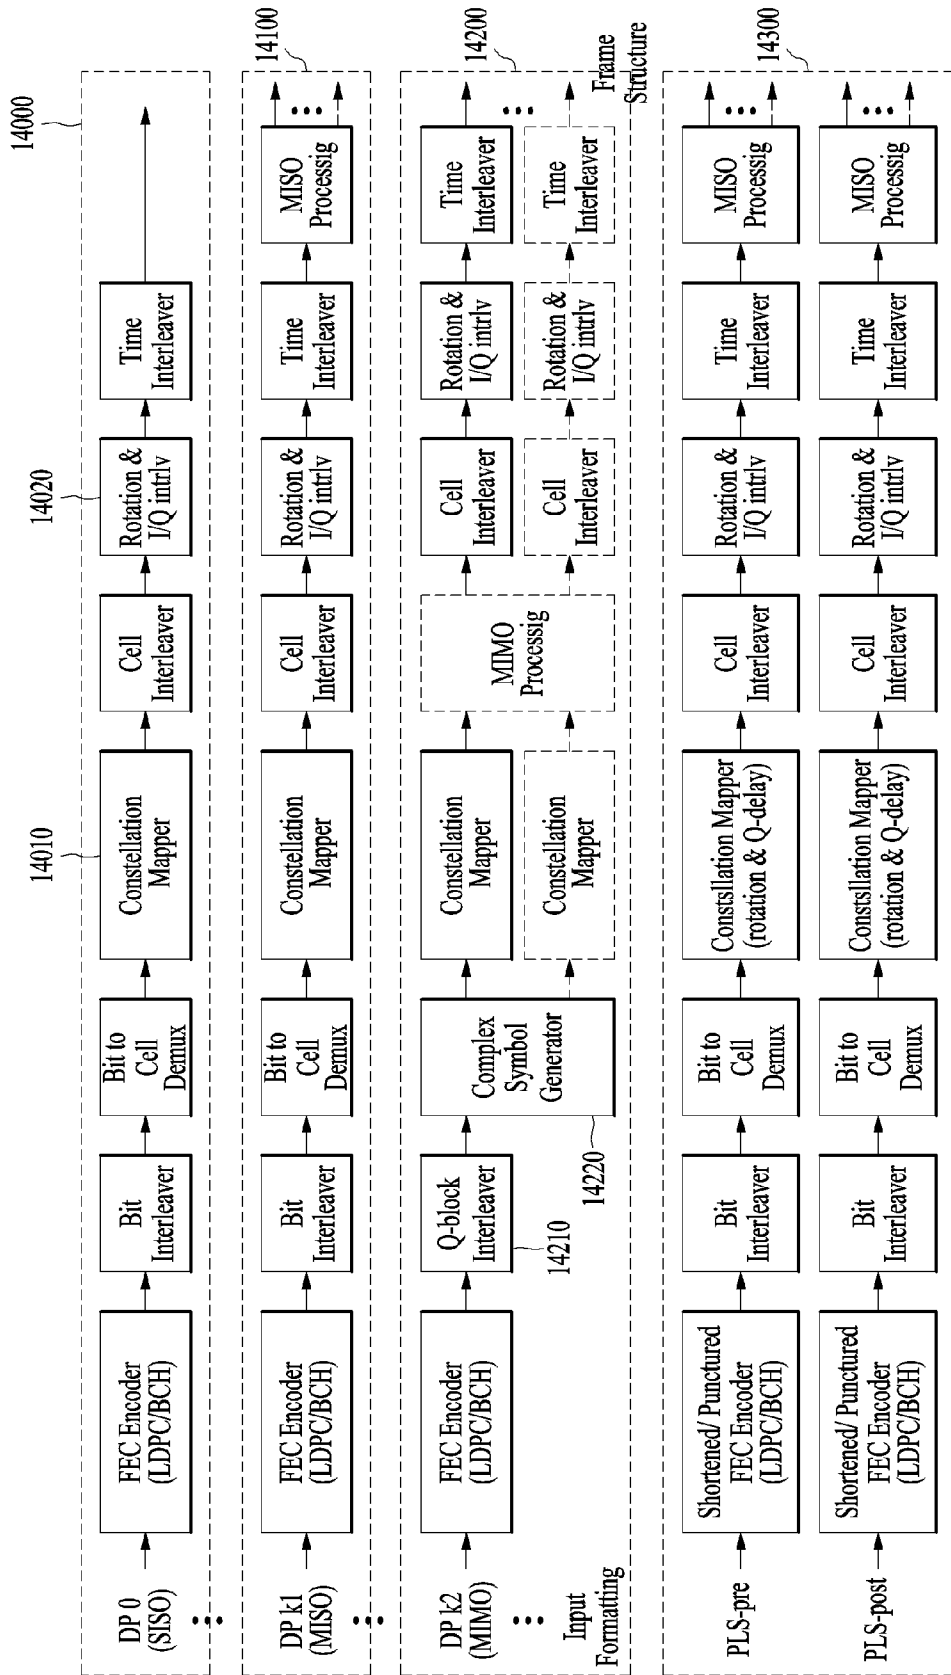 14000
DP 0
(SISO)
FEC Encoder
(LDPC/BCH)
Bit
Interleaver
Bit to
Cell
Demux
14010
Constellation
Mapper
Cell
Interleaver
14020
Rotation &
I/Q intrlv
Time
Interleaver
14100
DP k1
(MISO)
FEC Encoder
(LDPC/BCH)
Bit
Interleaver
Bit to
Cell
Demux
Constellation
Mapper
Cell
Interleaver
Rotation &
I/Q intrlv
Time
Interleaver
MISO
Processig
14200
DP k2
(MIMO)
FEC Encoder
(LDPC/BCH)
Q-block
Interleaver
14210
Complex
Symbol
Generator
14220
Constellation
Mapper
Constellation
Mapper
MIMO
Processig
Cell
Interleaver
Cell
Interleaver
Rotation &
I/Q intrlv
Rotation &
I/Q intrlv
Time
Interleaver
Time
Interleaver
Input
Formatting
Frame
Structure
14300
PLS-pre
Shortened/ Punctured
FEC Encoder
(LDPC/BCH)
Bit
Interleaver
Bit to
Cell
Demux
Constsllation Mapper
(rotation & Q-delay)
Cell
Interleaver
Rotation &
I/Q intrlv
Time
Interleaver
MISO
Processig
PLS-post
Shortened/ Punctured
FEC Encoder
(LDPC/BCH)
Bit
Interleaver
Bit to
Cell
Demux
Constsllation Mapper
(rotation & Q-delay)
Cell
Interleaver
Rotation &
I/Q intrlv
Time
Interleaver
MISO
Processig